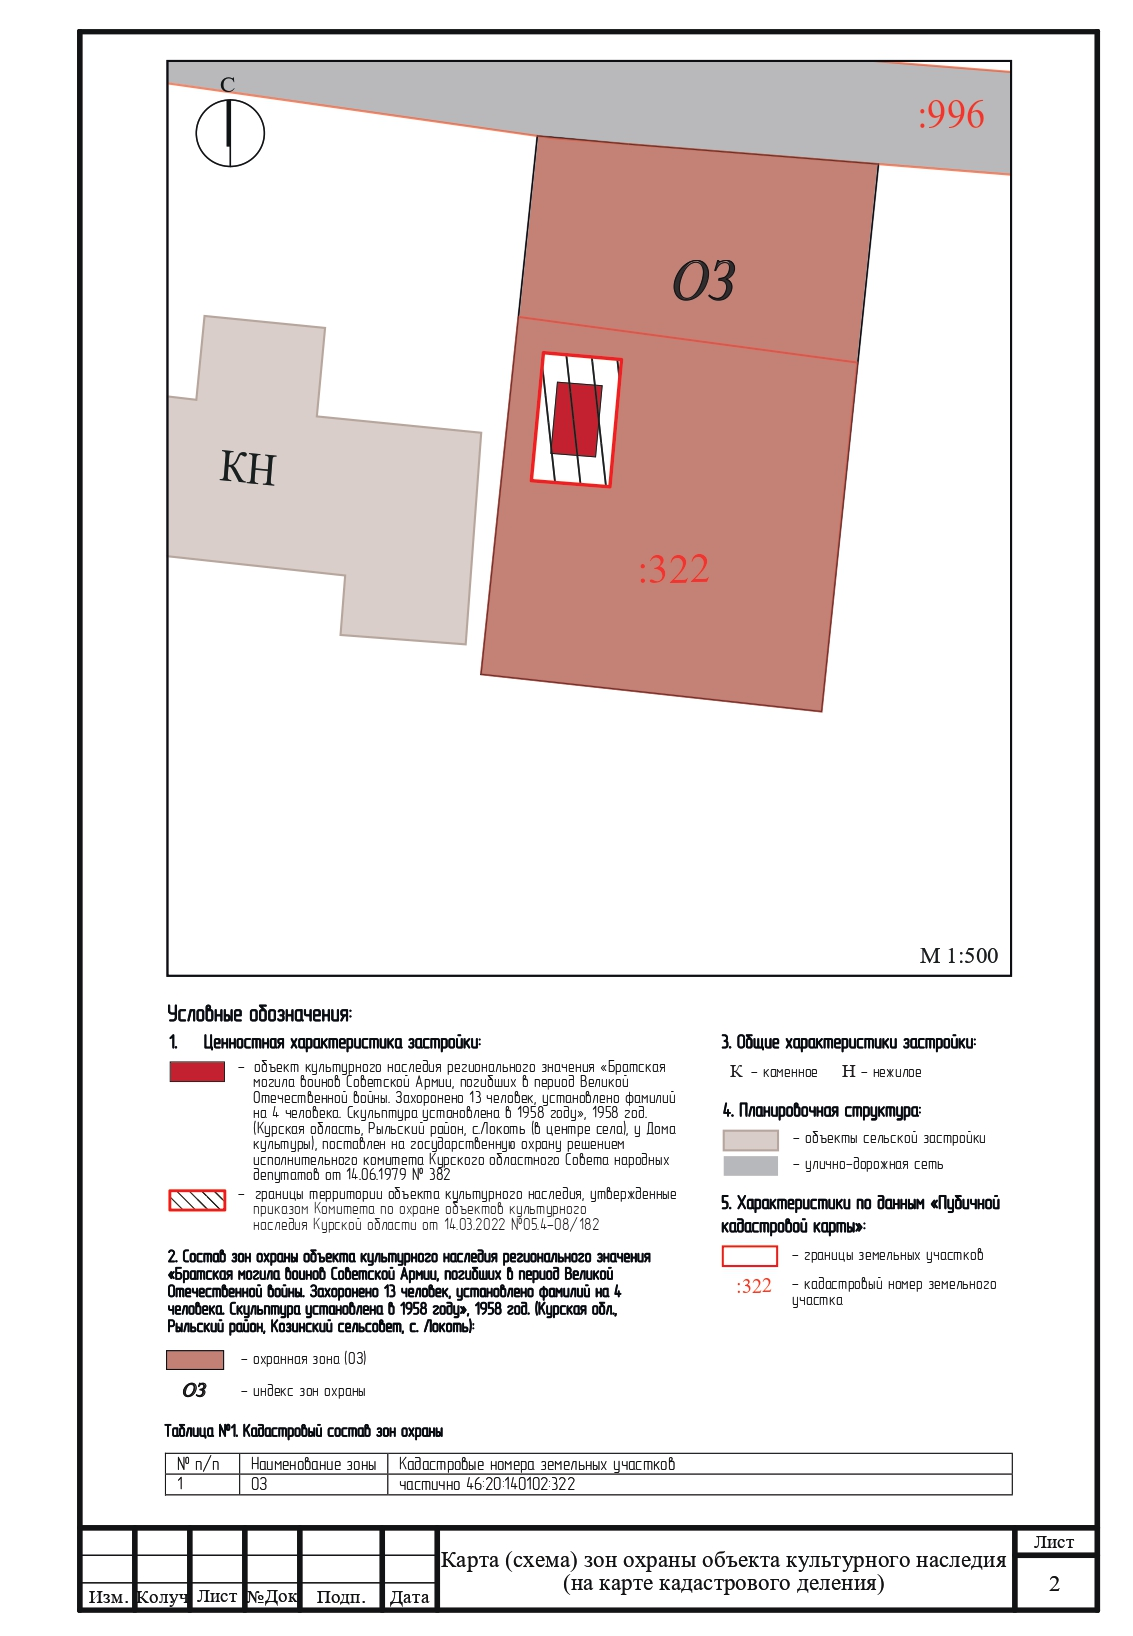 С
:996
ОЗ
КН
:322
М 1:500
Условные обозначения:
1. Ценностная характеристика застройки:
– объект культурного наследия регионального значения «Братская
могила воинов Советской Армии, погибших в период Великой
Отечественной войны. Захоронено 13 человек, установлено фамилий
на 4 человека. Скульптура установлена в 1958 году», 1958 год.
(Курская область, Рыльский район, с.Локоть (в центре села), у Дома
культуры), поставлен на государственную охрану решением
исполнительного комитета Курского областного Совета народных
депутатов от 14.06.1979 № 382
– границы территории объекта культурного наследия, утвержденные
приказом Комитета по охране объектов культурного
наследия Курской области от 14.03.2022 №05.4-08/182
2. Состав зон охраны объекта культурного наследия регионального значения
«Братская могила воинов Советской Армии, погибших в период Великой
Отечественной войны. Захоронено 13 человек, установлено фамилий на 4
человека. Скульптура установлена в 1958 году», 1958 год. (Курская обл.,
Рыльский район, Козинский сельсовет, с. Локоть):
– охранная зона (ОЗ)
ОЗ – индекс зон охраны
3. Общие характеристики застройки:
К – каменное Н – нежилое
4. Планировочная структура:
– объекты сельской застройки
– улично-дорожная сеть
5. Характеристики по данным «Пубичной
кадастровой карты»:
– границы земельных участков
:322 – кадастровый номер земельного
участка
Таблица №1. Кадастровый состав зон охраны
№ п/п Наименование зоны Кадастровые номера земельных участков
1 ОЗ частично 46:20:140102:322
Изм. Колуч Лист №Док Подп. Дата
Карта (схема) зон охраны объекта культурного наследия
(на карте кадастрового деления)
Лист
2